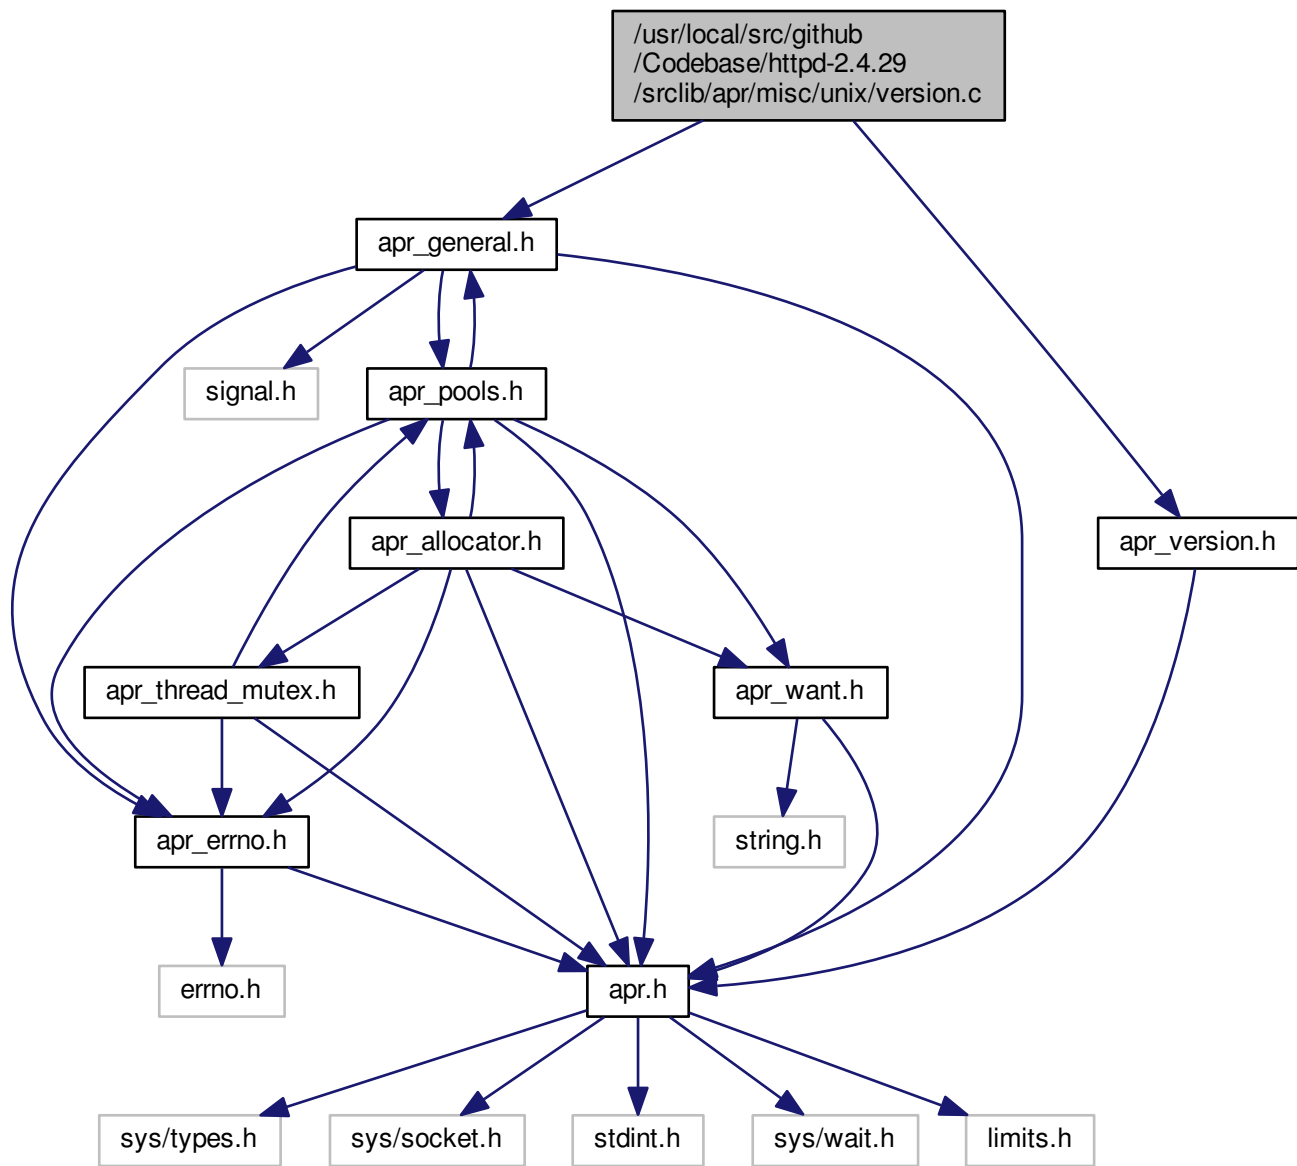 /usr/local/src/github
/Codebase/httpd-2.4.29
/srclib/apr/misc/unix/version.c
apr_general.h
signal.h
apr_pools.h
apr_allocator.h
apr_version.h
apr_thread_mutex.h
apr_want.h
apr_errno.h
string.h
errno.h
apr.h
sys/types.h
sys/socket.h
stdint.h
sys/wait.h
limits.h